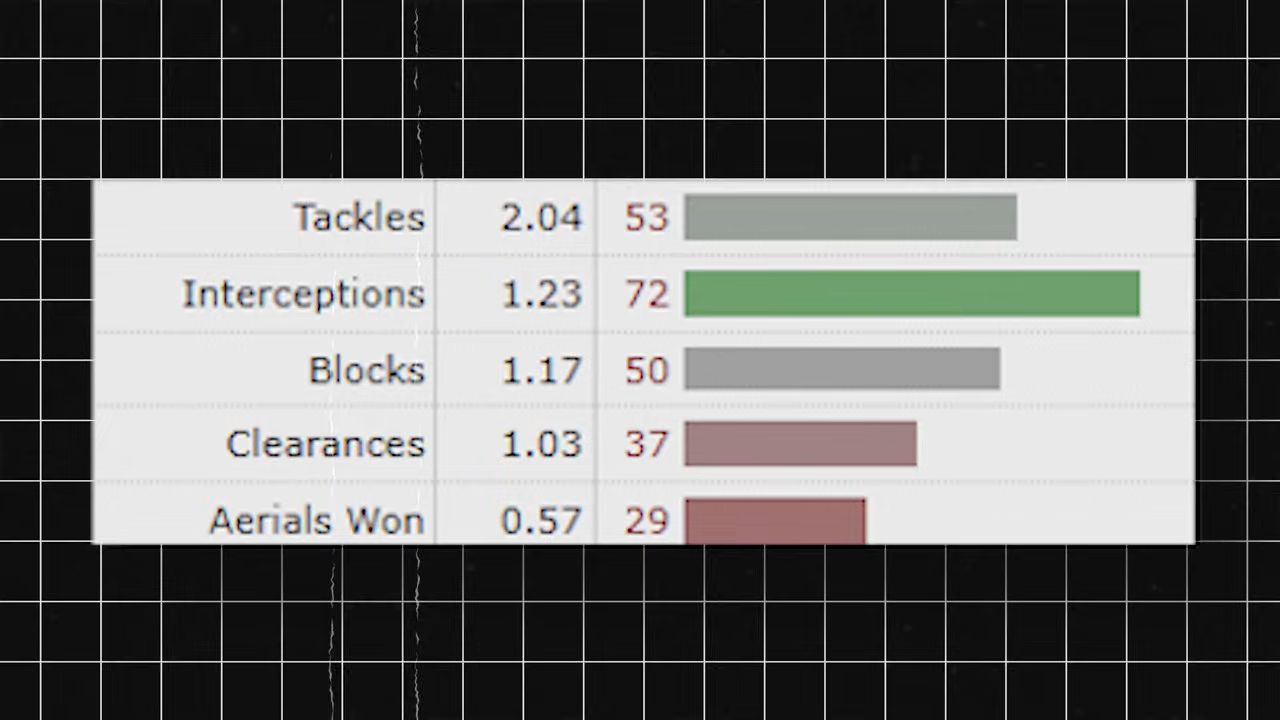 Tackles 2.04 53
Interceptions 1.23 72
Blocks 1.17 50
Clearances 1.03 37
Aerials Won 0.57 29